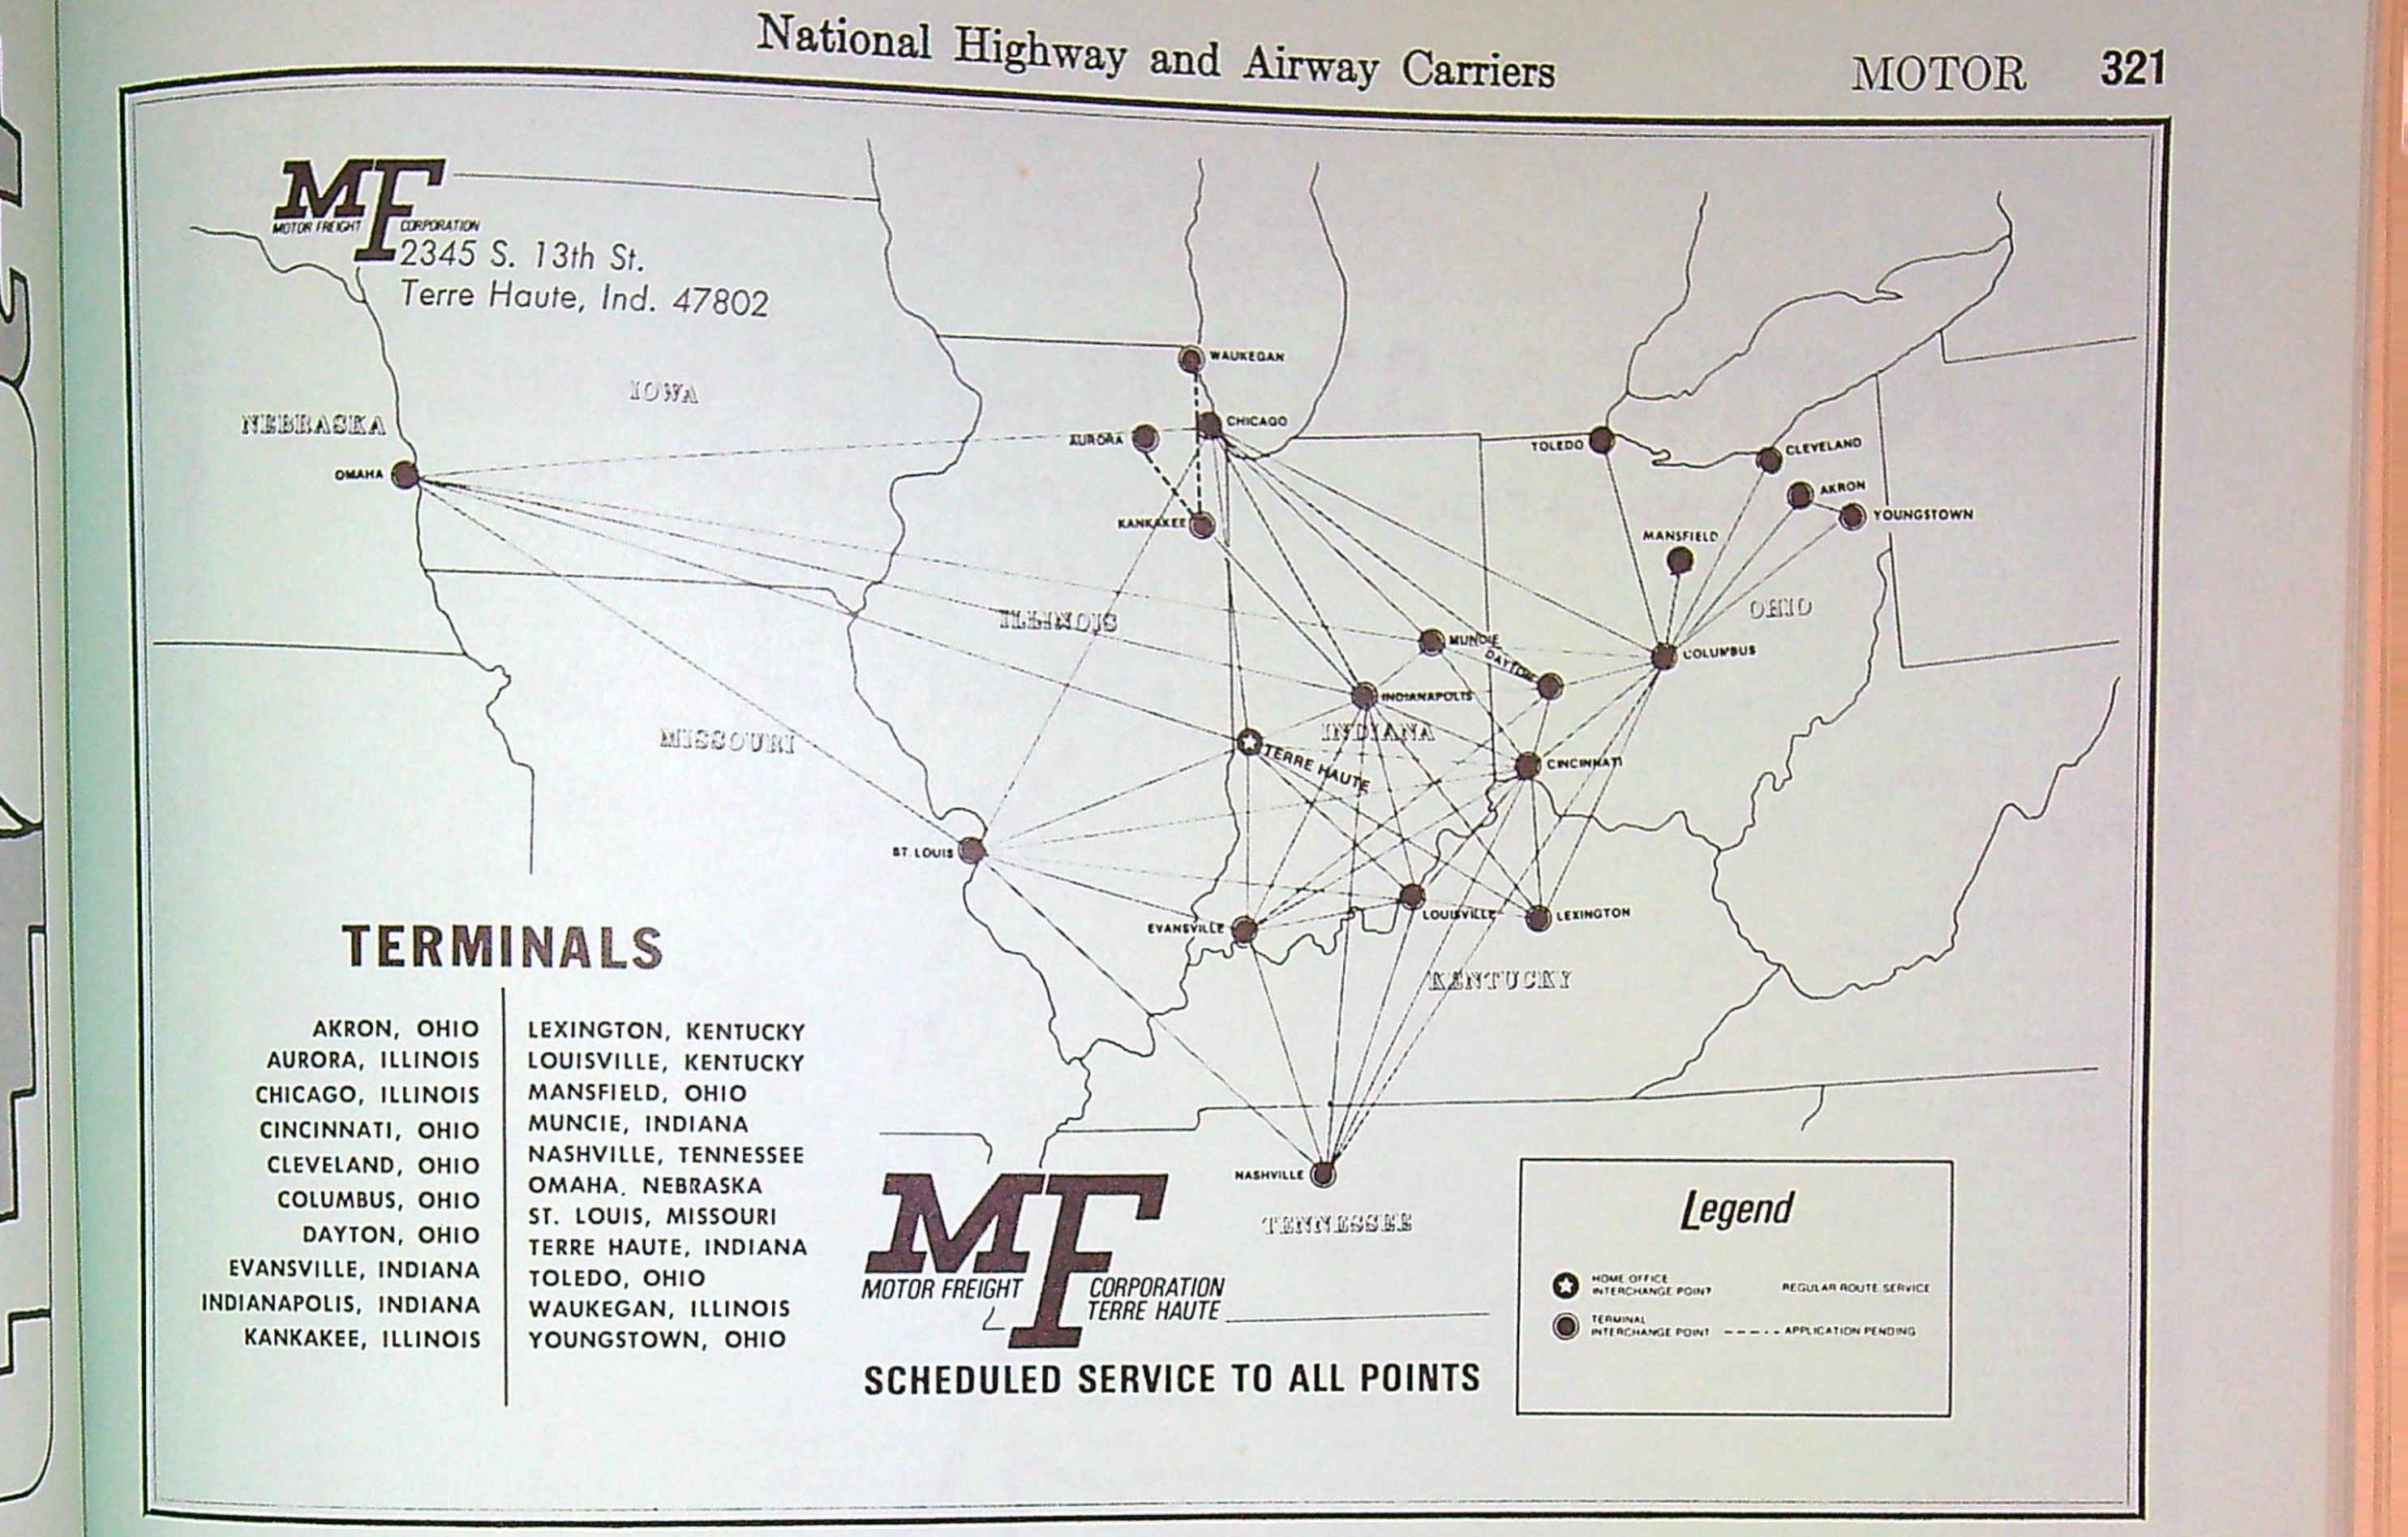 National Highway and Airway Carriers
MOTOR 321
MF
MOTOR FREIGHT CORPORATION
2345 S. 13th St.
Terre Haute, Ind. 47802
WAUKEGAN
IOWA
NEBRASKA
CHICAGO
AURORA
TOLEDO
CLEVELAND
OMAHA
AKRON
KANKAKEE
YOUNGSTOWN
MANSFIELD
OHIO
ILLINOIS
MUNCIE
COLUMBUS
DAYTON
INDIANAPOLIS
INDIANA
MISSOURI
TERRE HAUTE
CINCINNATI
ST. LOUIS
LOUISVILLE
LEXINGTON
EVANSVILLE
KENTUCKY
NASHVILLE
TENNESSEE
TERMINALS
AKRON, OHIO
AURORA, ILLINOIS
CHICAGO, ILLINOIS
CINCINNATI, OHIO
CLEVELAND, OHIO
COLUMBUS, OHIO
DAYTON, OHIO
EVANSVILLE, INDIANA
INDIANAPOLIS, INDIANA
KANKAKEE, ILLINOIS
LEXINGTON, KENTUCKY
LOUISVILLE, KENTUCKY
MANSFIELD, OHIO
MUNCIE, INDIANA
NASHVILLE, TENNESSEE
OMAHA, NEBRASKA
ST. LOUIS, MISSOURI
TERRE HAUTE, INDIANA
TOLEDO, OHIO
WAUKEGAN, ILLINOIS
YOUNGSTOWN, OHIO
MF
MOTOR FREIGHT CORPORATION
TERRE HAUTE
SCHEDULED SERVICE TO ALL POINTS
Legend
HOME OFFICE
INTERCHANGE POINT
REGULAR ROUTE SERVICE
TERMINAL
INTERCHANGE POINT
APPLICATION PENDING